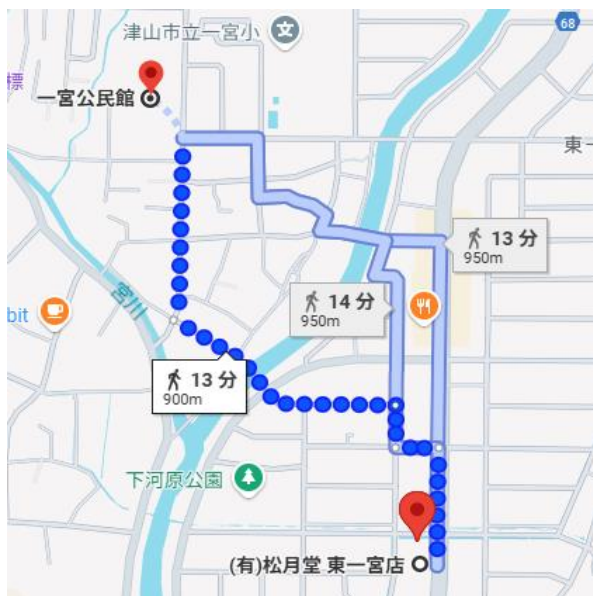 津山市立一宮小
文
68
標
一宮公民館
東一
13 分
950m
14 分
950m
宮川
bit
13 分
900m
下河原公園
(有)松月堂 東一宮店